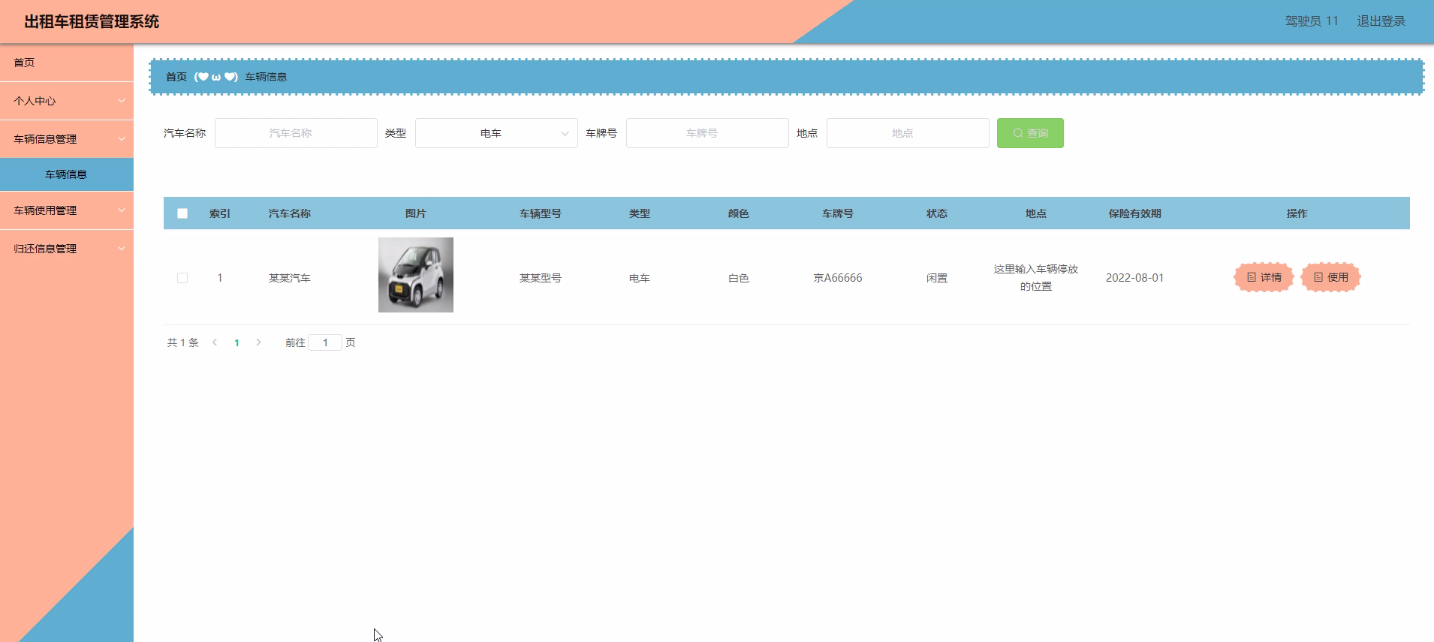 出租车租赁管理系统
驾驶员 11 退出登录
首页
个人中心
车辆信息管理
车辆信息
车辆使用管理
归还信息管理
首页 (♥ω♥) 车辆信息
汽车名称 汽车名称 类型 电车 车牌号 车牌号 地点 地点 查询
索引 汽车名称 图片 车辆型号 类型 颜色 车牌号 状态 地点 保险有效期 操作
1 某某汽车 某某型号 电车 白色 京A66666 闲置 这里输入车辆停放 2022-08-01 详情 使用
的位置
共 1 条 1 前往 1 页